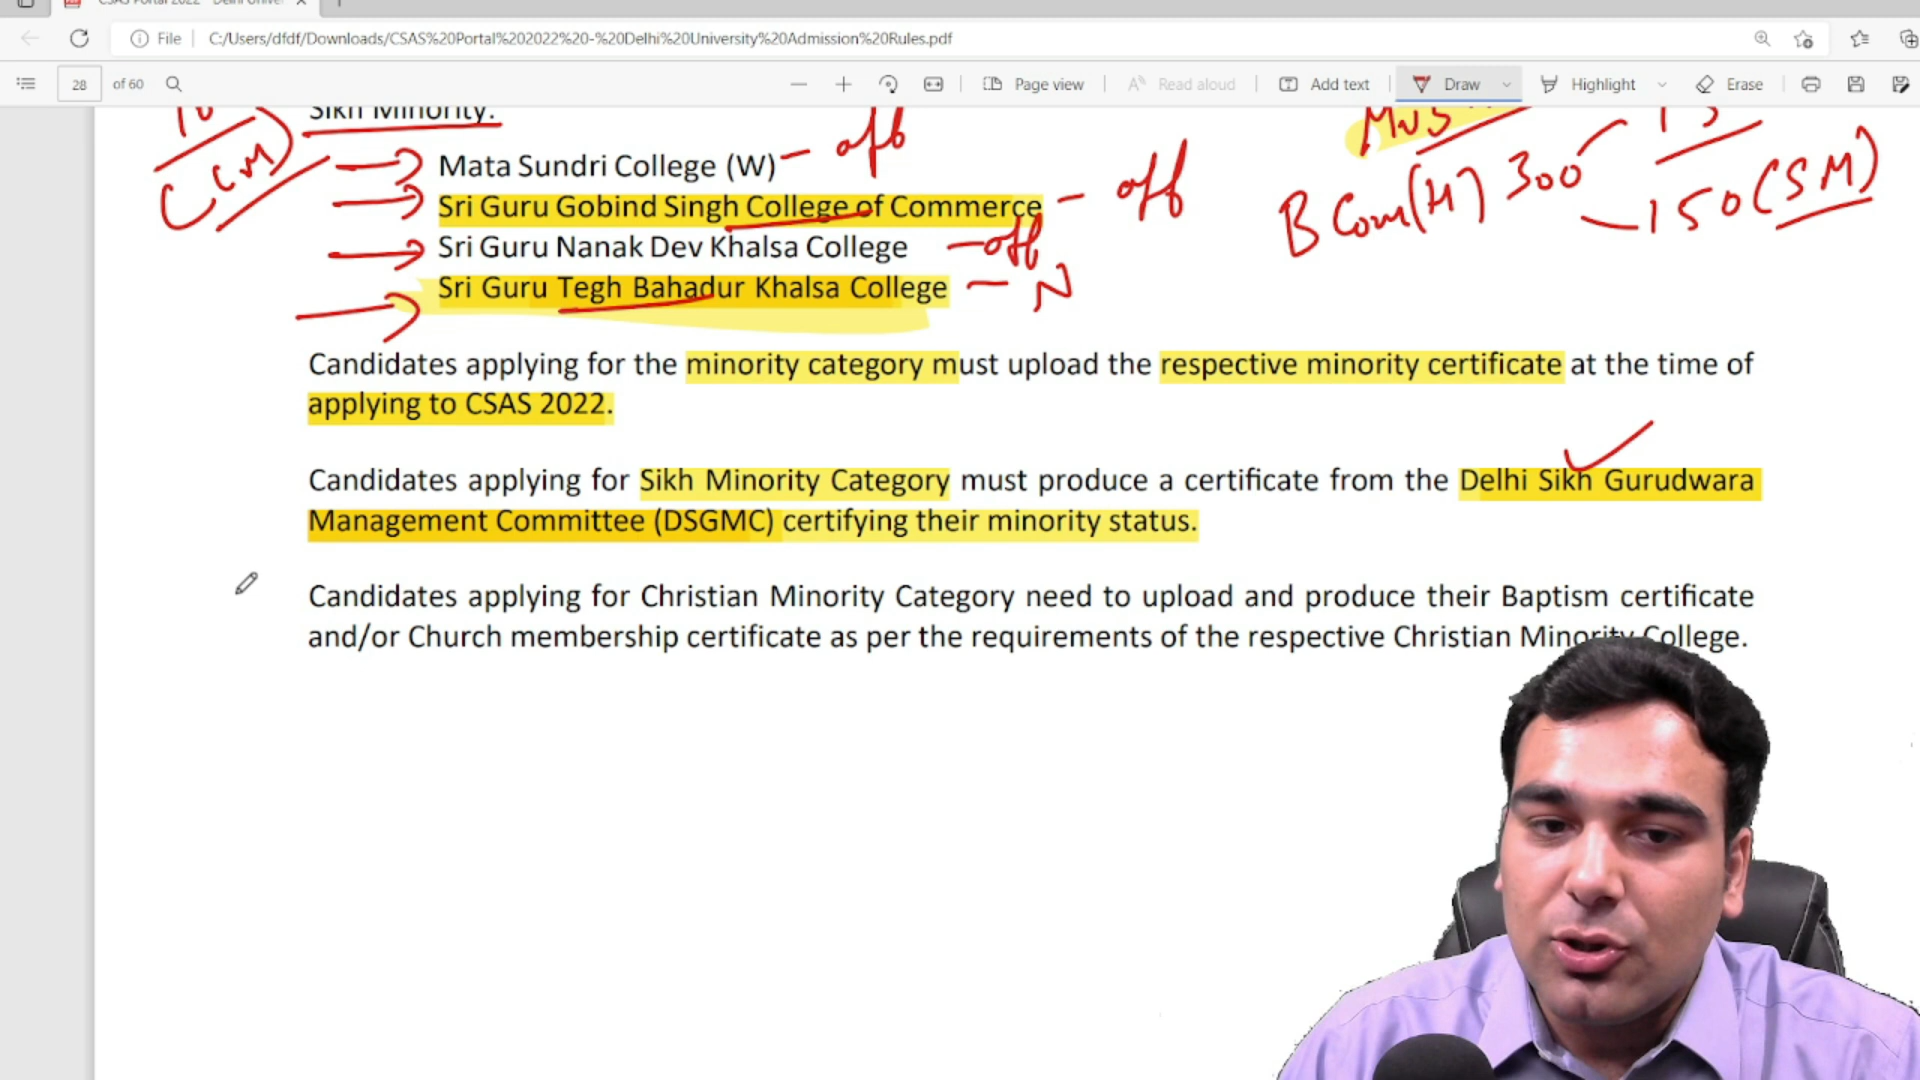 File C:/Users/dfdf/Downloads/CSAS%20Portal%202022%20-%20Delhi%20University%20Admission%20Rules.pdf
28 of 60 Page view Read aloud Add text Draw Highlight Erase
Sikh Minority:
Mata Sundri College (W) - off
Sri Guru Gobind Singh College of Commerce - off
Sri Guru Nanak Dev Khalsa College - off
Sri Guru Tegh Bahadur Khalsa College - N
(CM)
B Com(H) 300
150 (SM)
Candidates applying for the minority category must upload the respective minority certificate at the time of
applying to CSAS 2022.
Candidates applying for Sikh Minority Category must produce a certificate from the Delhi Sikh Gurudwara
Management Committee (DSGMC) certifying their minority status.
Candidates applying for Christian Minority Category need to upload and produce their Baptism certificate
and/or Church membership certificate as per the requirements of the respective Christian Minority College.